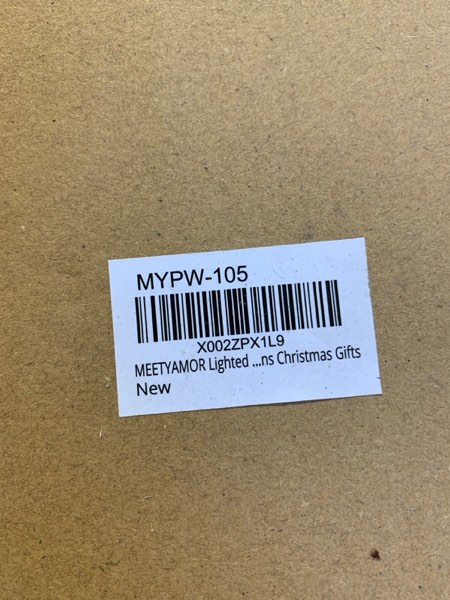 MYPW-105
X002ZPX1L9
MEETYAMOR Lighted ...ns Christmas Gifts
New